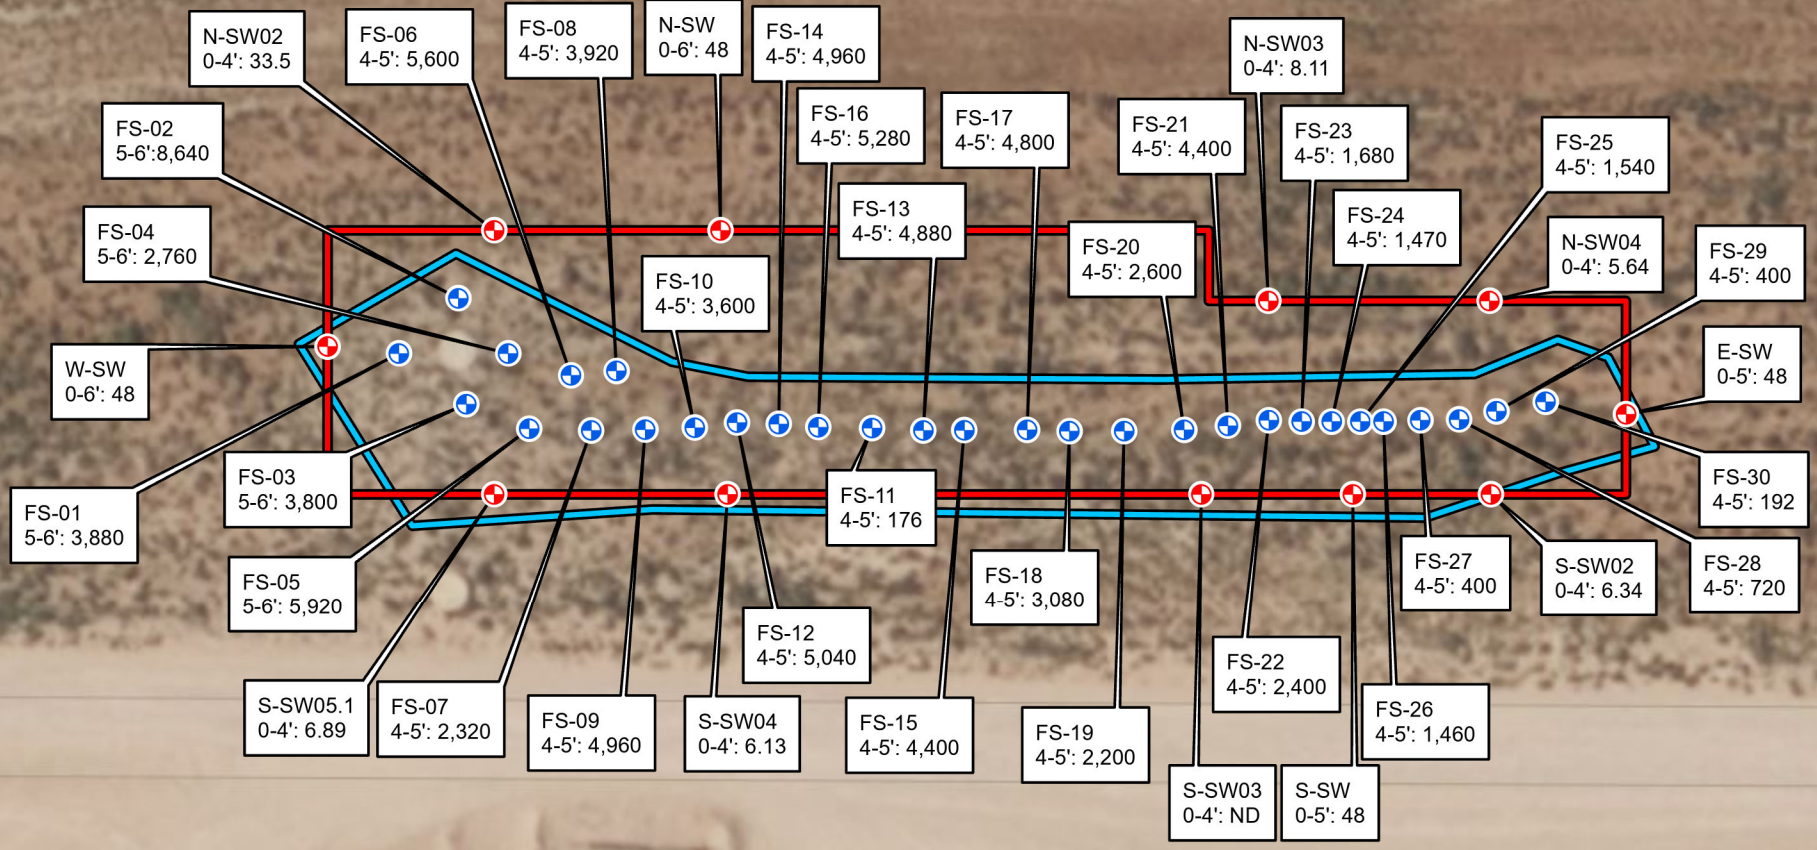 N-SW02
0-4': 33.5
FS-06
4-5': 5,600
FS-08
4-5': 3,920
N-SW
0-6': 48
FS-14
4-5': 4,960
N-SW03
0-4': 8.11
FS-02
5-6':8,640
FS-16
4-5': 5,280
FS-17
4-5': 4,800
FS-21
4-5': 4,400
FS-23
4-5': 1,680
FS-25
4-5': 1,540
FS-04
5-6': 2,760
FS-13
4-5': 4,880
FS-20
4-5': 2,600
FS-24
4-5': 1,470
N-SW04
0-4': 5.64
FS-29
4-5': 400
FS-10
4-5': 3,600
W-SW
0-6': 48
E-SW
0-5': 48
FS-03
5-6': 3,800
FS-11
4-5': 176
FS-30
4-5': 192
FS-01
5-6': 3,880
FS-05
5-6': 5,920
FS-18
4-5': 3,080
FS-27
4-5': 400
S-SW02
0-4': 6.34
FS-28
4-5': 720
FS-12
4-5': 5,040
FS-22
4-5': 2,400
S-SW05.1
0-4': 6.89
FS-07
4-5': 2,320
FS-09
4-5': 4,960
S-SW04
0-4': 6.13
FS-15
4-5': 4,400
FS-19
4-5': 2,200
FS-26
4-5': 1,460
S-SW03
0-4': ND
S-SW
0-5': 48